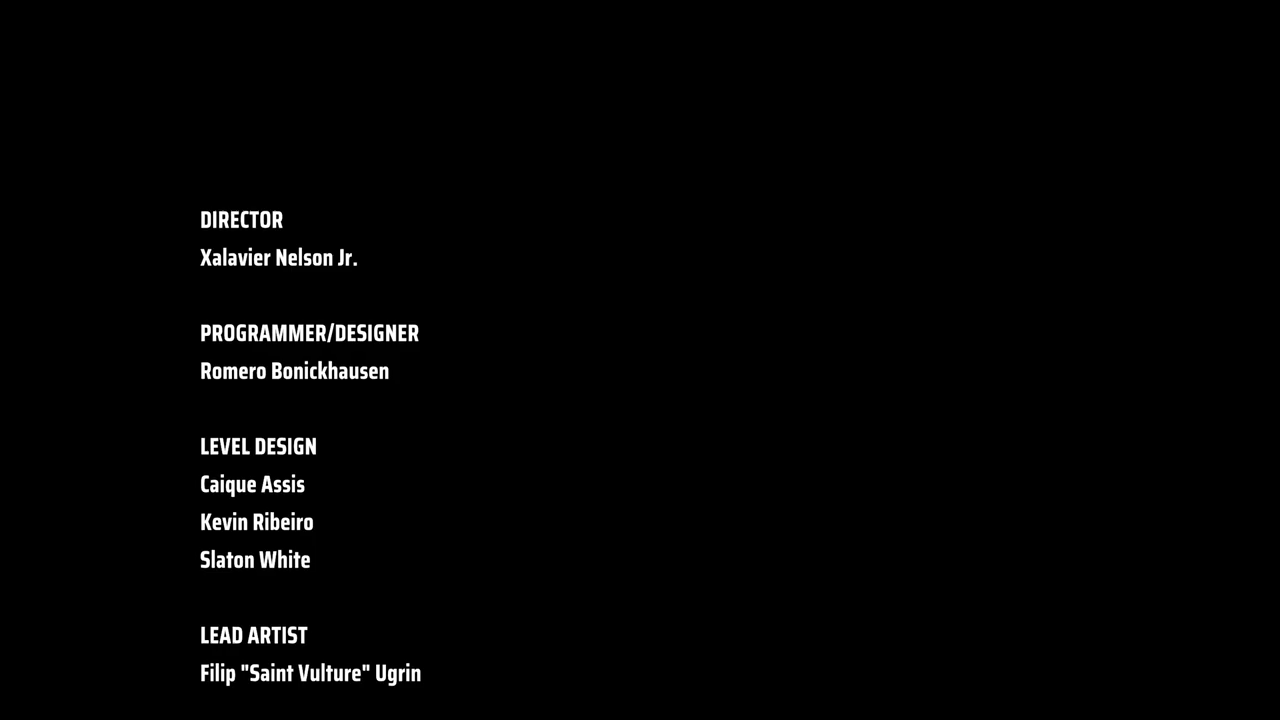 DIRECTOR
Xalavier Nelson Jr.
PROGRAMMER/DESIGNER
Romero Bonickhausen
LEVEL DESIGN
Caique Assis
Kevin Ribeiro
Slaton White
LEAD ARTIST
Filip "Saint Vulture" Ugrin